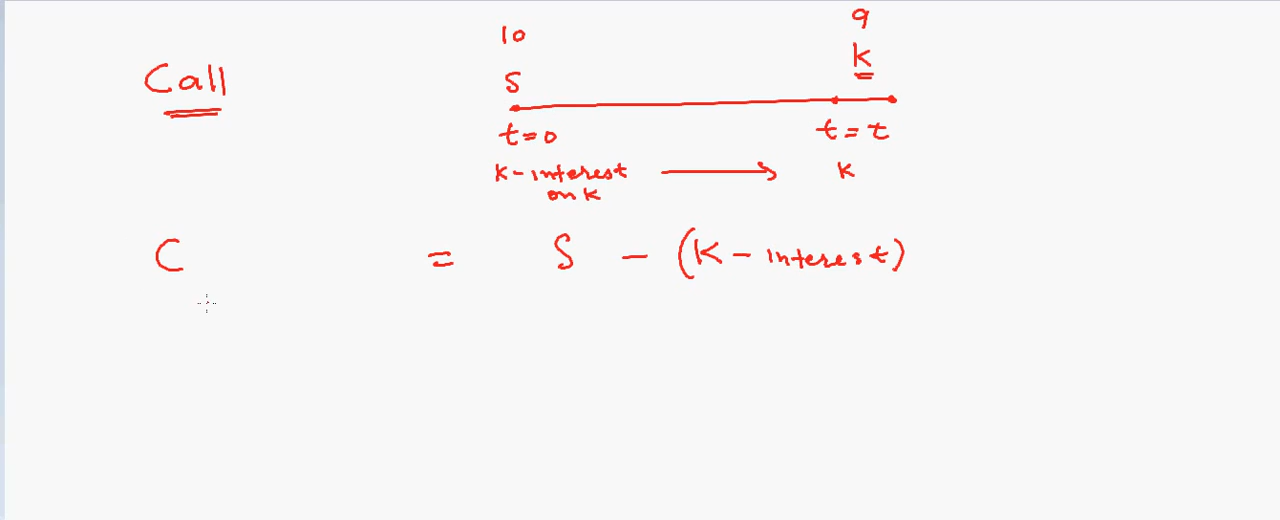 10 9
Call S K
t=0 t=t
K-interest → K
on K
C = S - (K - interest)